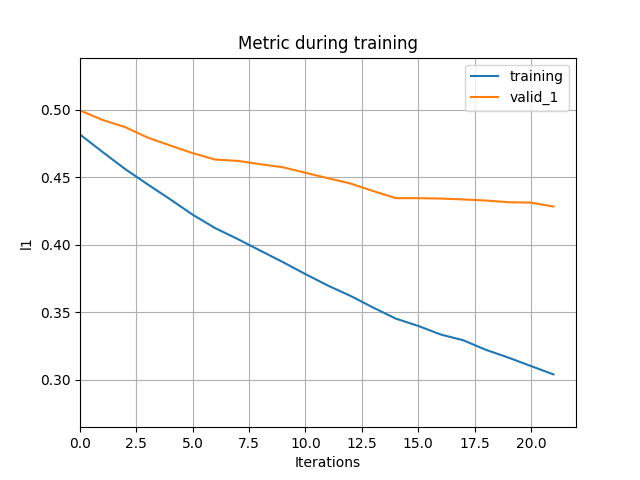 Metric during training
training
valid_1
0.50
0.45
0.40
0.35
0.30
l1
0.0 2.5 5.0 7.5 10.0 12.5 15.0 17.5 20.0
Iterations